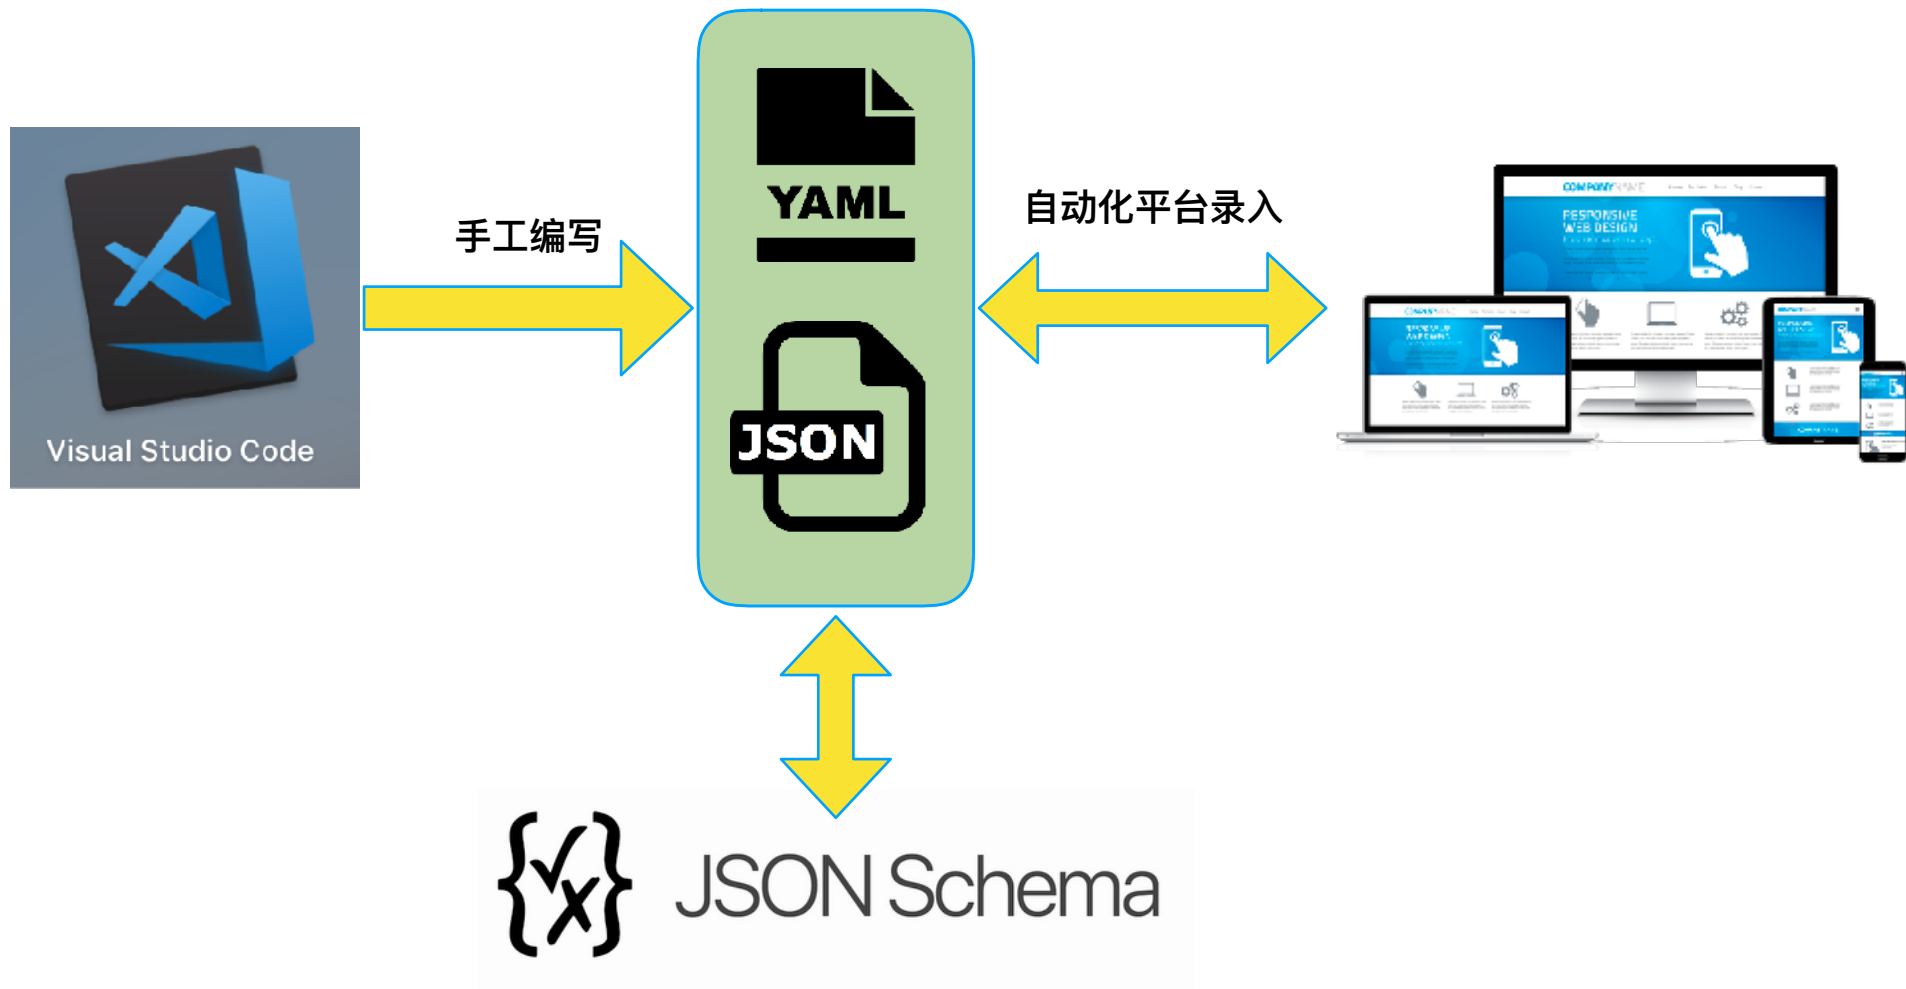 手工编写
Visual Studio Code
YAML
JSON
自动化平台录入
COMPANYNAME
RESPONSIVE
WEB DESIGN
JSON Schema